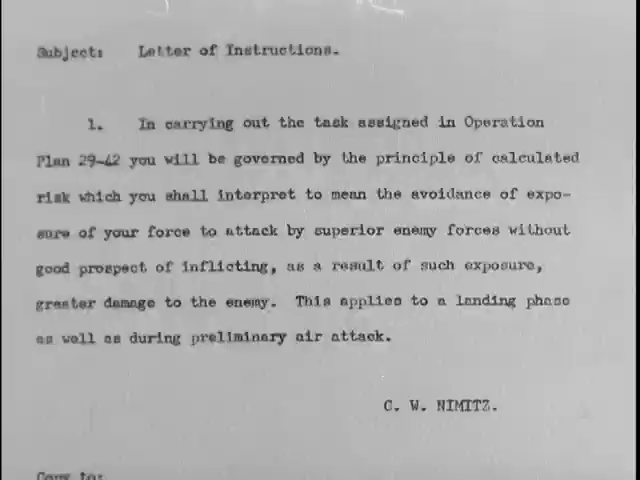 Subject: Letter of Instructions.
1. In carrying out the task assigned in Operation
Plan 29-42 you will be governed by the principle of calculated
risk which you shall interpret to mean the avoidance of expo-
sure of your force to attack by superior enemy forces without
good prospect of inflicting, as a result of such exposure,
greater damage to the enemy. This applies to a landing phase
as well as during preliminary air attack.
C. W. NIMITZ.
Copy to: